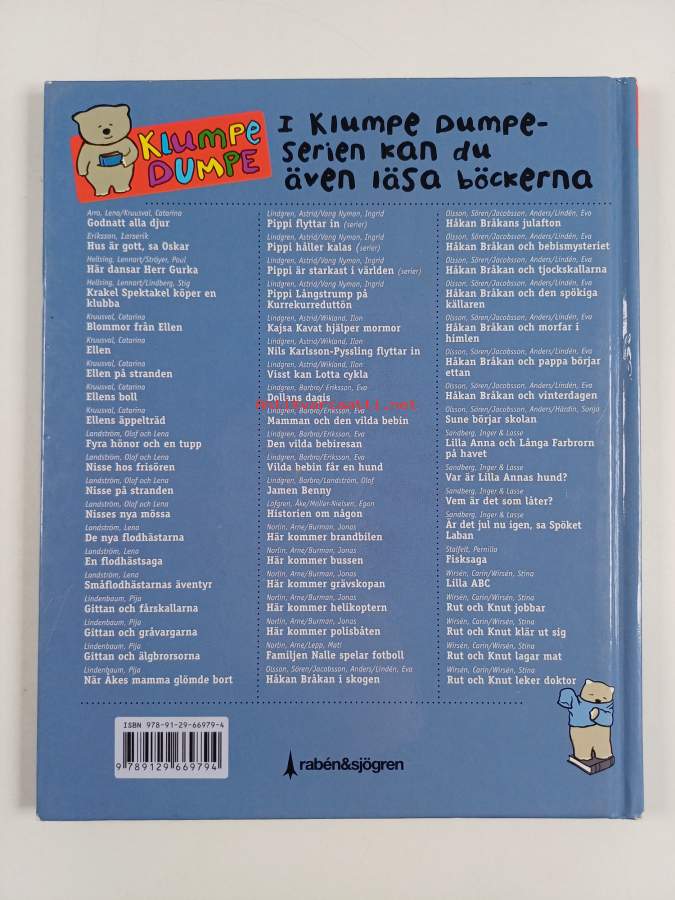 KLUMPE
DUMPE
I KLUMPE DUMPE-
serien kan du
även läsa böckerna
Arro, Lena/Kruusval, Catarina
Godnatt alla djur
Eriksson, Larserik
Hus är gott, sa Oskar
Hellsing, Lennart/Ströyer, Poul
Här dansar Herr Gurka
Hellsing, Lennart/Lindberg, Stig
Krakel Spektakel köper en
klubba
Kruusval, Catarina
Blommor från Ellen
Kruusval, Catarina
Ellen
Kruusval, Catarina
Ellen på stranden
Kruusval, Catarina
Ellens boll
Kruusval, Catarina
Ellens äppelträd
Landström, Olof och Lena
Fyra hönor och en tupp
Landström, Olof och Lena
Nisse hos frisören
Landström, Olof och Lena
Nisse på stranden
Landström, Olof och Lena
Nisses nya mössa
Landström, Lena
De nya flodhästarna
Landström, Lena
En flodhästsaga
Landström, Lena
Småflodhästarnas äventyr
Lindenbaum, Pija
Gittan och fårskallarna
Lindenbaum, Pija
Gittan och gråvargarna
Lindenbaum, Pija
Gittan och älgbrorsorna
Lindenbaum, Pija
När Åkes mamma glömde bort
Lindgren, Astrid/Vang Nyman, Ingrid
Pippi flyttar in (serier)
Lindgren, Astrid/Vang Nyman, Ingrid
Pippi håller kalas (serier)
Lindgren, Astrid/Vang Nyman, Ingrid
Pippi är starkast i världen (serier)
Lindgren, Astrid/Vang Nyman, Ingrid
Pippi Långstrump på
Kurrekurreduttön
Lindgren, Astrid/Wikland, Ilon
Kajsa Kavat hjälper mormor
Lindgren, Astrid/Wikland, Ilon
Nils Karlsson-Pyssling flyttar in
Lindgren, Astrid/Wikland, Ilon
Visst kan Lotta cykla
Lindgren, Barbro/ Eriksson, Eva
Dollans dagis
Lindgren, Barbro/Eriksson, Eva
Mamman och den vilda bebin
Lindgren, Barbro/Eriksson, Eva
Den vilda bebiresan
Lindgren, Barbro/Eriksson, Eva
Vilda bebin får en hund
Lindgren, Barbro/Landström, Olof
Jamen Benny
Löfgren, Åke/Møller-Nielsen, Egon
Historien om någon
Norlin, Arne/Burman, Jonas
Här kommer brandbilen
Norlin, Arne/Burman, Jonas
Här kommer bussen
Norlin, Arne/Burman, Jonas
Här kommer grävskopan
Norlin, Arne/Burman, Jonas
Här kommer helikoptern
Norlin, Arne/Burman, Jonas
Här kommer polisbåten
Norlin, Arne/Lepp, Mati
Familjen Nalle spelar fotboll
Olsson, Sören/Jacobsson, Anders/Lindén, Eva
Håkan Bråkan i skogen
Olsson, Sören/Jacobsson, Anders/Lindén, Eva
Håkan Bråkans julafton
Olsson, Sören/Jacobsson, Anders/Lindén, Eva
Håkan Bråkan och bebismysteriet
Olsson, Sören/Jacobsson, Anders/Lindén, Eva
Håkan Bråkan och tjockskallarna
Olsson, Sören/Jacobsson, Anders/Lindén, Eva
Håkan Bråkan och den spökiga
källaren
Olsson, Sören/Jacobsson, Anders/Lindén, Eva
Håkan Bråkan och morfar i
himlen
Olsson, Sören/Jacobsson, Anders/Lindén, Eva
Håkan Bråkan och pappa börjar
ettan
Olsson, Sören/Jacobsson, Anders/Lindén, Eva
Håkan Bråkan och vinterdagen
Olsson, Sören/Jacobsson, Anders/Härdin, Sonja
Sune börjar skolan
Sandberg, Inger & Lasse
Lilla Anna och Långa Farbrorn
på havet
Sandberg, Inger & Lasse
Var är Lilla Annas hund?
Sandberg, Inger & Lasse
Vem är det som låter?
Sandberg, Inger & Lasse
Är det jul nu igen, sa Spöket
Laban
Stalfelt, Pernilla
Fisksaga
Wirsén, Carin/Wirsén, Stina
Lilla ABC
Wirsén, Carin/Wirsén, Stina
Rut och Knut jobbar
Wirsén, Carin/Wirsén, Stina
Rut och Knut klär ut sig
Wirsén, Carin/Wirsén, Stina
Rut och Knut lagar mat
Wirsén, Carin/Wirsén, Stina
Rut och Knut leker doktor
ISBN 978-91-29-66979-4
9 789129 669794
rabén&sjögren